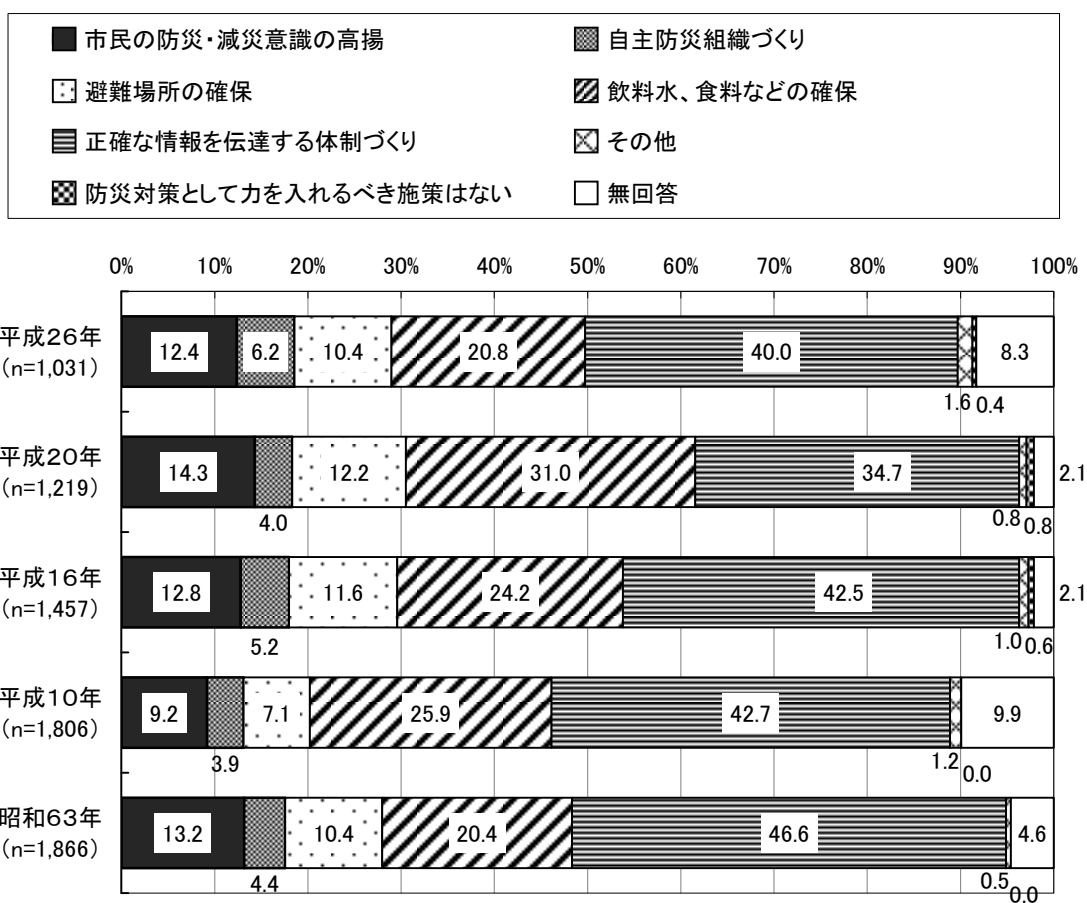 市民の防災・減災意識の高揚
自主防災組織づくり
避難場所の確保
飲料水、食料などの確保
正確な情報を伝達する体制づくり
その他
防災対策として力を入れるべき施策はない
無回答
0% 10% 20% 30% 40% 50% 60% 70% 80% 90% 100%
平成26年
(n=1,031)
12.4 6.2 10.4 20.8 40.0 8.3
1.6 0.4
平成20年
(n=1,219)
14.3 12.2 31.0 34.7 2.1
4.0 0.8 0.8
平成16年
(n=1,457)
12.8 11.6 24.2 42.5 2.1
5.2 1.0 0.6
平成10年
(n=1,806)
9.2 7.1 25.9 42.7 9.9
3.9 1.2 0.0
昭和63年
(n=1,866)
13.2 10.4 20.4 46.6 4.6
4.4 0.5 0.0